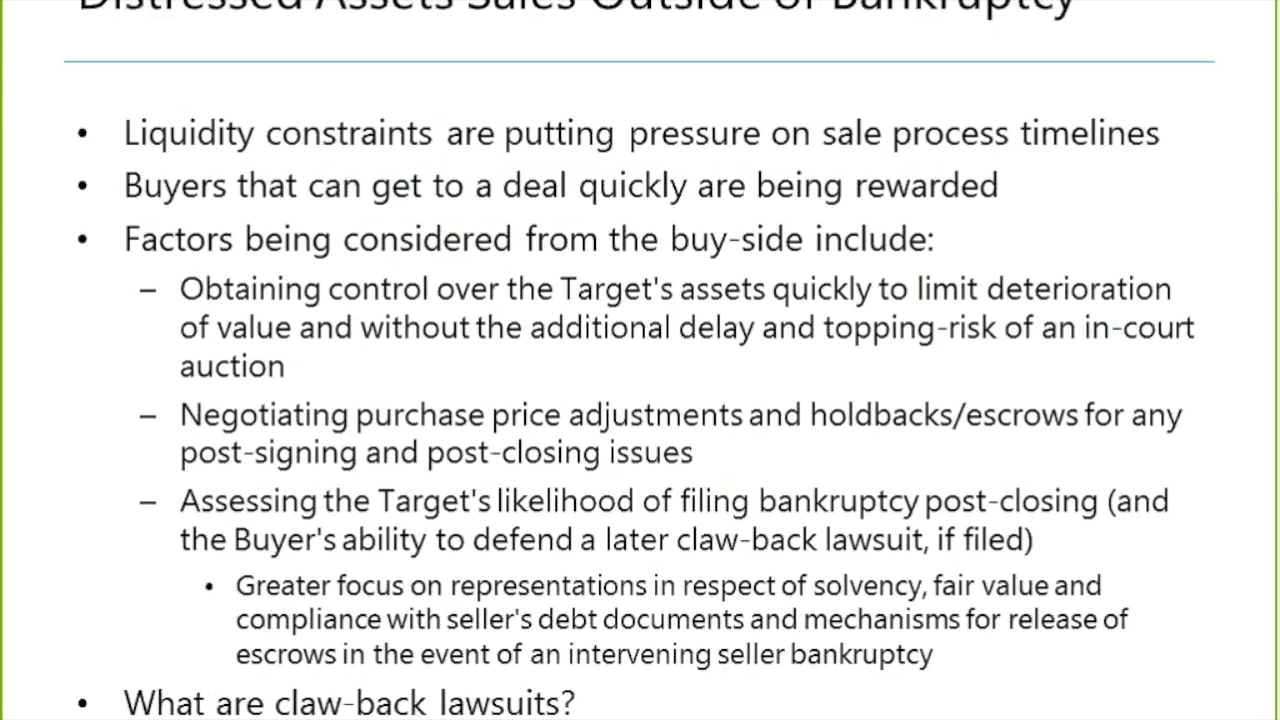 Distressed Assets Sales Outside of Bankruptcy
• Liquidity constraints are putting pressure on sale process timelines
• Buyers that can get to a deal quickly are being rewarded
• Factors being considered from the buy-side include:
– Obtaining control over the Target's assets quickly to limit deterioration
of value and without the additional delay and topping-risk of an in-court
auction
– Negotiating purchase price adjustments and holdbacks/escrows for any
post-signing and post-closing issues
– Assessing the Target's likelihood of filing bankruptcy post-closing (and
the Buyer's ability to defend a later claw-back lawsuit, if filed)
• Greater focus on representations in respect of solvency, fair value and
compliance with seller's debt documents and mechanisms for release of
escrows in the event of an intervening seller bankruptcy
• What are claw-back lawsuits?